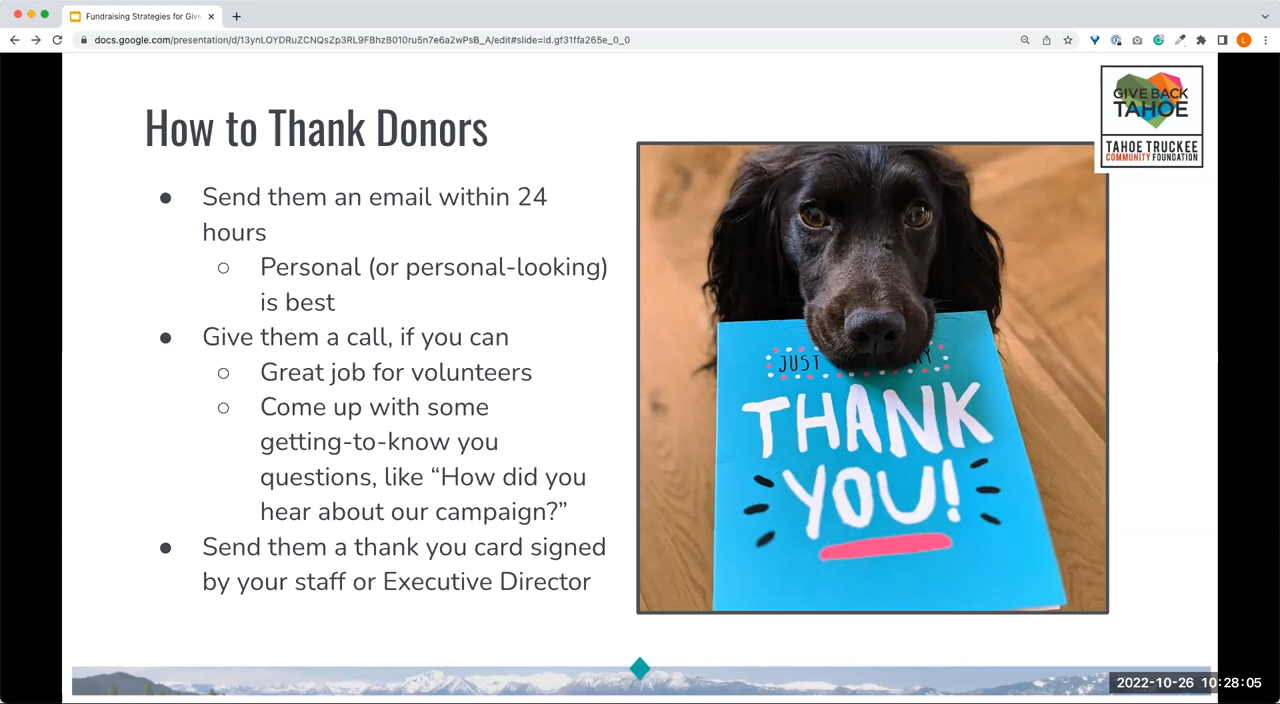 Fundraising Strategies for Give
docs.google.com/presentation/d/13ynLOYDRuZCNQsZp3RL9FBhzB010ru5n7e6a2wPsB_A/edit#slide=id.gf31ffa265e_0_0
GIVE BACK
TAHOE
TAHOE TRUCKEE
COMMUNITY FOUNDATION
How to Thank Donors
● Send them an email within 24
hours
○ Personal (or personal-looking)
is best
● Give them a call, if you can
○ Great job for volunteers
○ Come up with some
getting-to-know you
questions, like “How did you
hear about our campaign?”
● Send them a thank you card signed
by your staff or Executive Director
JUST
THANK
YOU!
L
2022-10-26 10:28:05